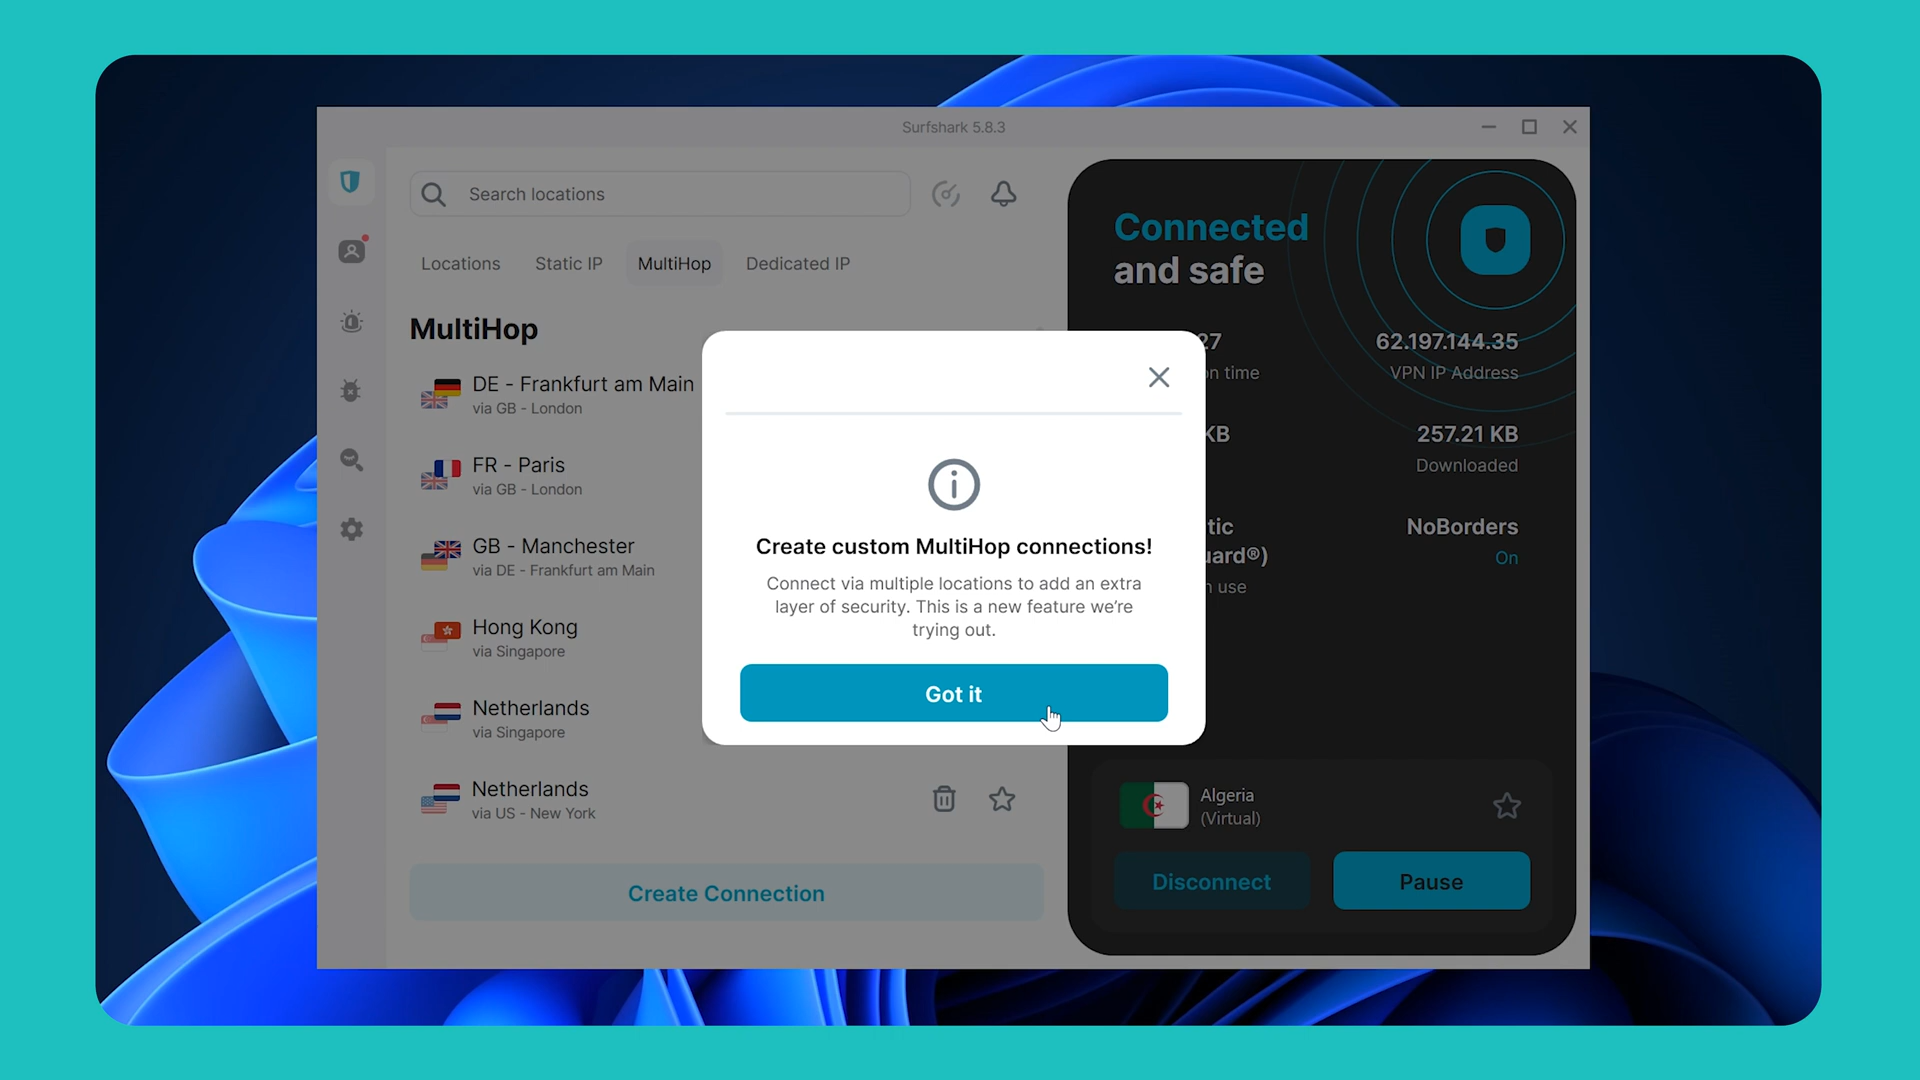 Surfshark 5.8.3
Search locations
Locations
Static IP
MultiHop
Dedicated IP
MultiHop
DE - Frankfurt am Main
via GB - London
FR - Paris
via GB - London
GB - Manchester
via DE - Frankfurt am Main
Hong Kong
via Singapore
Netherlands
via Singapore
Netherlands
via US - New York
Create Connection
Create custom MultiHop connections!
Connect via multiple locations to add an extra
layer of security. This is a new feature we're
trying out.
Got it
Connected
and safe
27
62.197.144.35
time
VPN IP Address
KB
257.21 KB
Downloaded
NoBorders
On
use
Algeria
(Virtual)
Disconnect
Pause